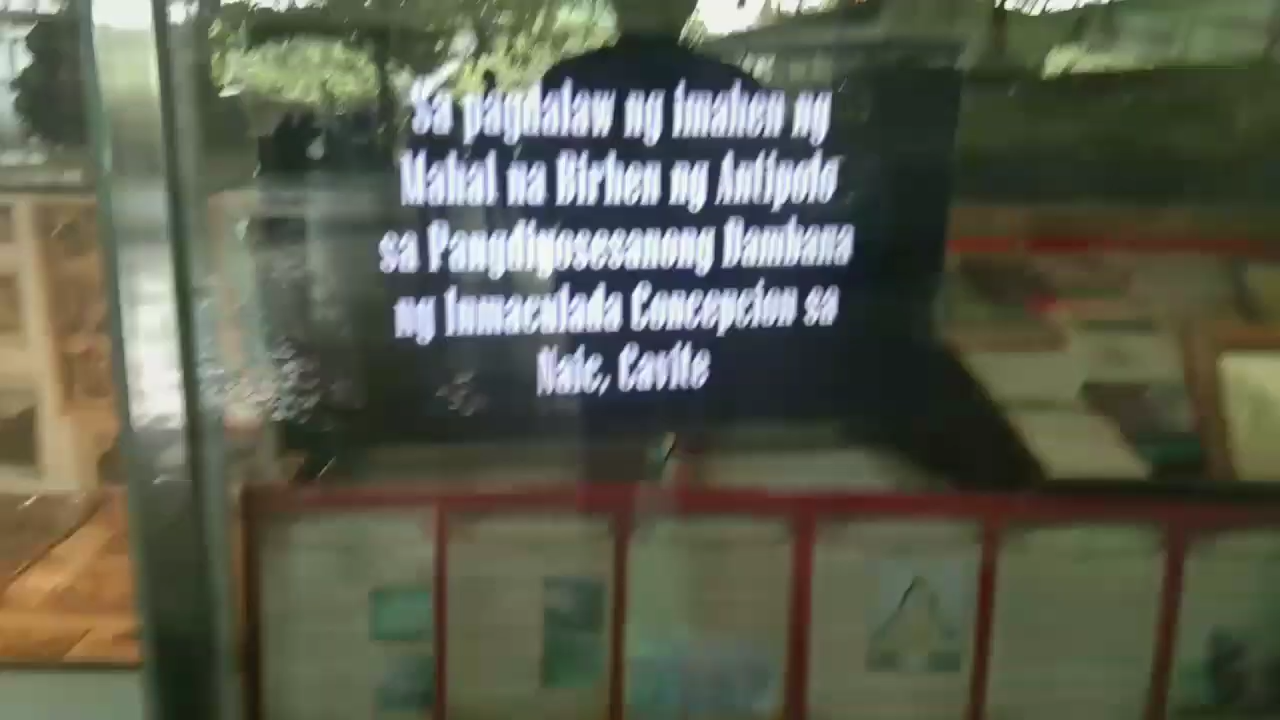 Sa pagdalaw ng imahen ng
Mahal na Birhen ng Antipolo
sa Pangdiyosesanong Dambana
ng Inmaculada Concepcion sa
Naic, Cavite